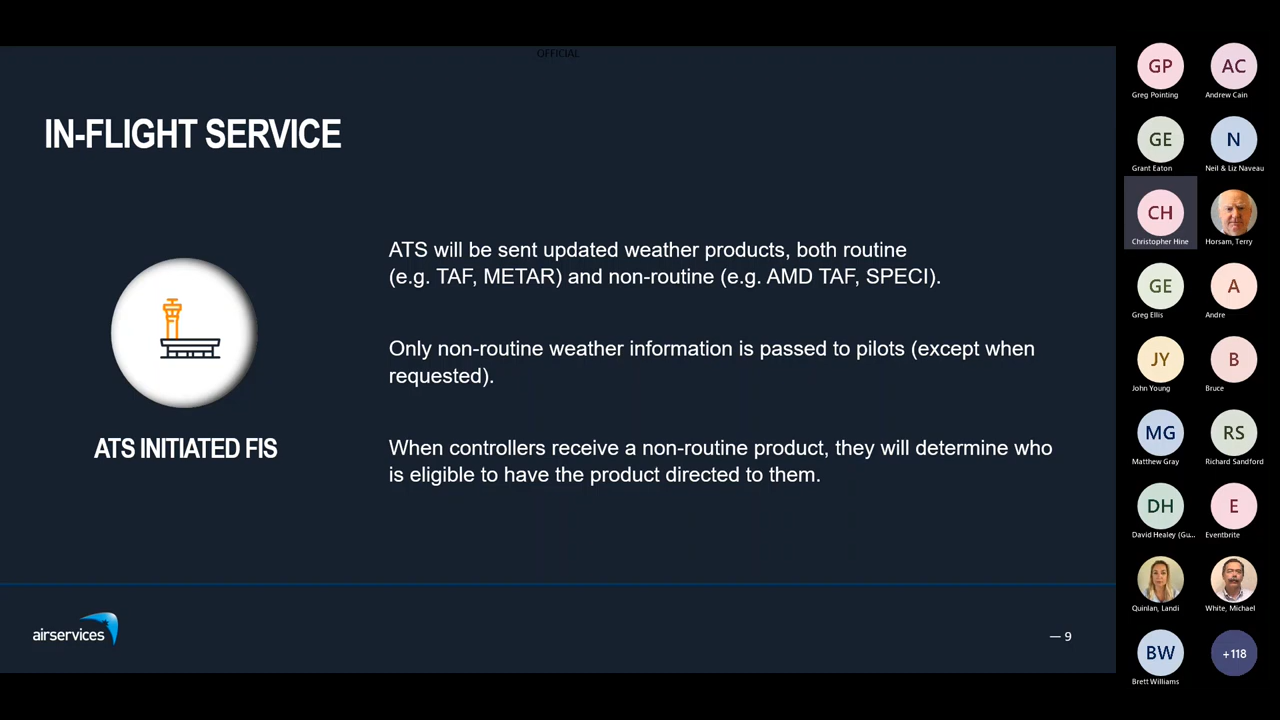 OFFICIAL
IN-FLIGHT SERVICE
ATS will be sent updated weather products, both routine
(e.g. TAF, METAR) and non-routine (e.g. AMD TAF, SPECI).
Only non-routine weather information is passed to pilots (except when
requested).
ATS INITIATED FIS
When controllers receive a non-routine product, they will determine who
is eligible to have the product directed to them.
airservices
— 9
GP
Greg Pointing
AC
Andrew Cain
GE
Grant Eaton
N
Neil & Liz Naveau
CH
Christopher Hine
Horsam, Terry
GE
Greg Ellis
A
Andre
JY
John Young
B
Bruce
MG
Matthew Gray
RS
Richard Sandford
DH
David Healey (Gu...
E
Eventbrite
Quinlan, Landi
White, Michael
BW
Brett Williams
+118